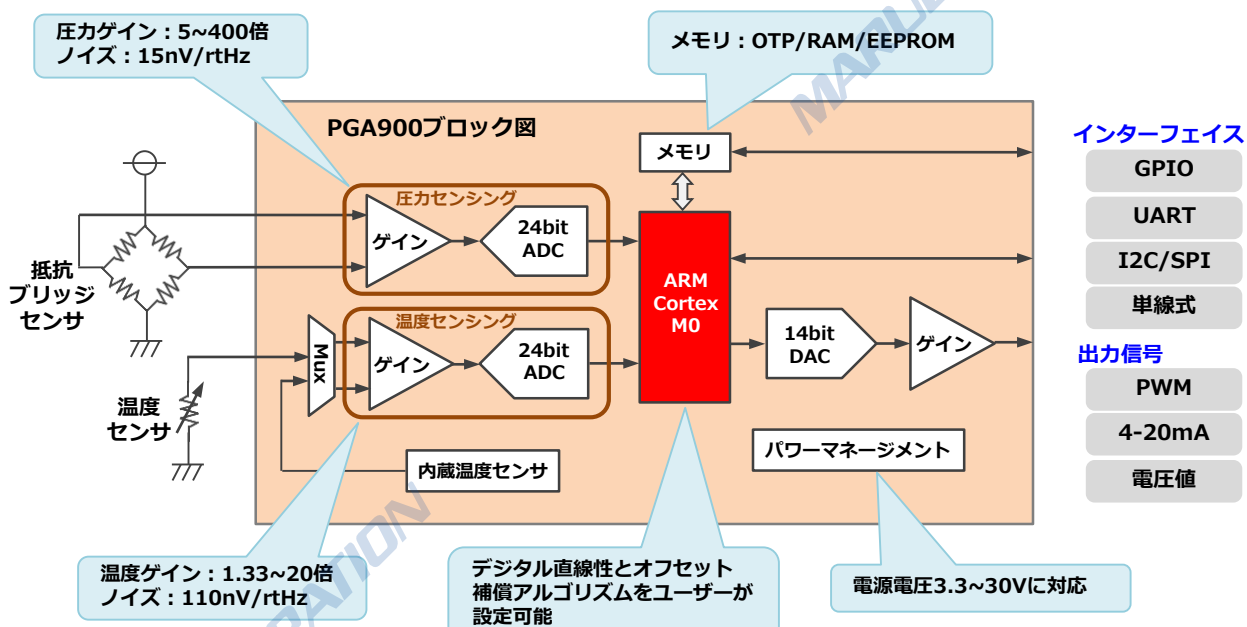 圧力ゲイン：5~400倍
ノイズ：15nV/rtHz
メモリ：OTP/RAM/EEPROM
PGA900ブロック図
メモリ
圧力センシング
ゲイン
24bit
ADC
抵抗
ブリッジ
センサ
ARM
Cortex
M0
温度センシング
Mux
ゲイン
24bit
ADC
14bit
DAC
ゲイン
温度
センサ
内蔵温度センサ
パワーマネージメント
インターフェイス
GPIO
UART
I2C/SPI
単線式
出力信号
PWM
4-20mA
電圧値
温度ゲイン：1.33~20倍
ノイズ：110nV/rtHz
デジタル直線性とオフセット
補償アルゴリズムをユーザーが
設定可能
電源電圧3.3~30Vに対応